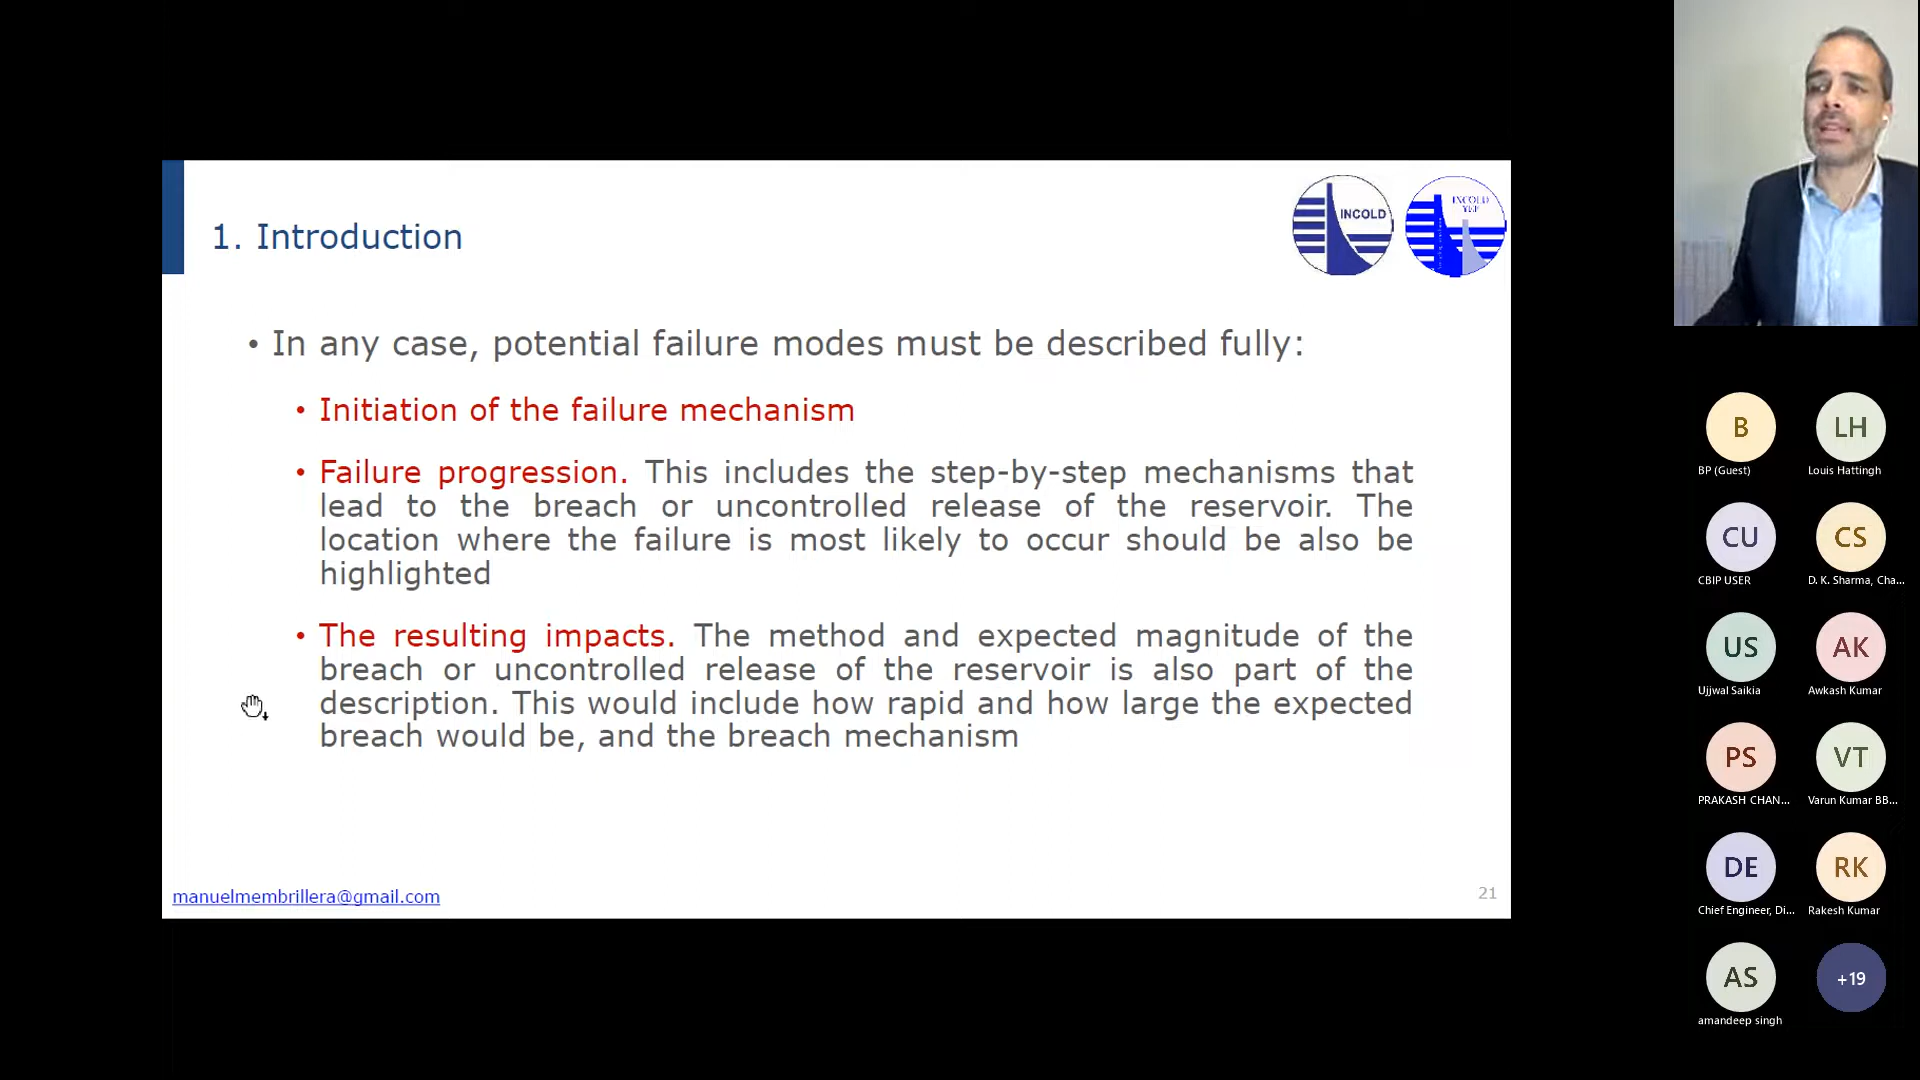 1. Introduction
INCOLD
INCOLD
YEP
• In any case, potential failure modes must be described fully:
• Initiation of the failure mechanism
• Failure progression. This includes the step-by-step mechanisms that
lead to the breach or uncontrolled release of the reservoir. The
location where the failure is most likely to occur should be also be
highlighted
• The resulting impacts. The method and expected magnitude of the
breach or uncontrolled release of the reservoir is also part of the
description. This would include how rapid and how large the expected
breach would be, and the breach mechanism
manuelmembrillera@gmail.com
21
B
BP (Guest)
LH
Louis Hattingh
CU
CBIP USER
CS
D. K. Sharma, Cha...
US
Ujjwal Saikia
AK
Awkash Kumar
PS
PRAKASH CHAN...
VT
Varun Kumar BB...
DE
Chief Engineer, Di...
RK
Rakesh Kumar
AS
amandeep singh
+19